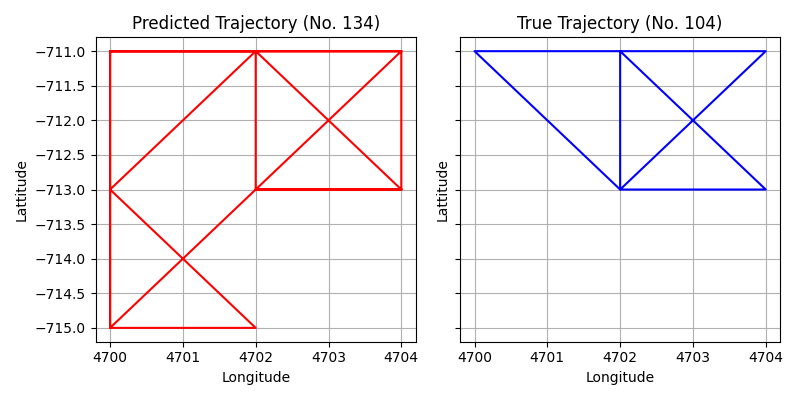 Predicted Trajectory (No. 134)
−711.0
−711.5
−712.0
−712.5
−713.0
−713.5
−714.0
−714.5
−715.0
Lattitude
4700 4701 4702 4703 4704
Longitude
True Trajectory (No. 104)
Lattitude
4700 4701 4702 4703 4704
Longitude